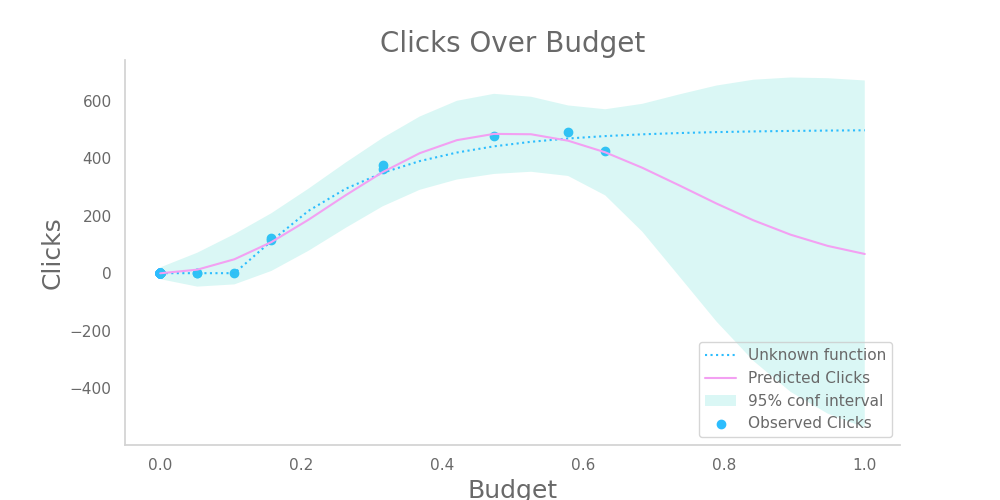 Clicks Over Budget
Clicks
600
400
200
0
−200
−400
Unknown function
Predicted Clicks
95% conf interval
Observed Clicks
0.0 0.2 0.4 0.6 0.8 1.0
Budget